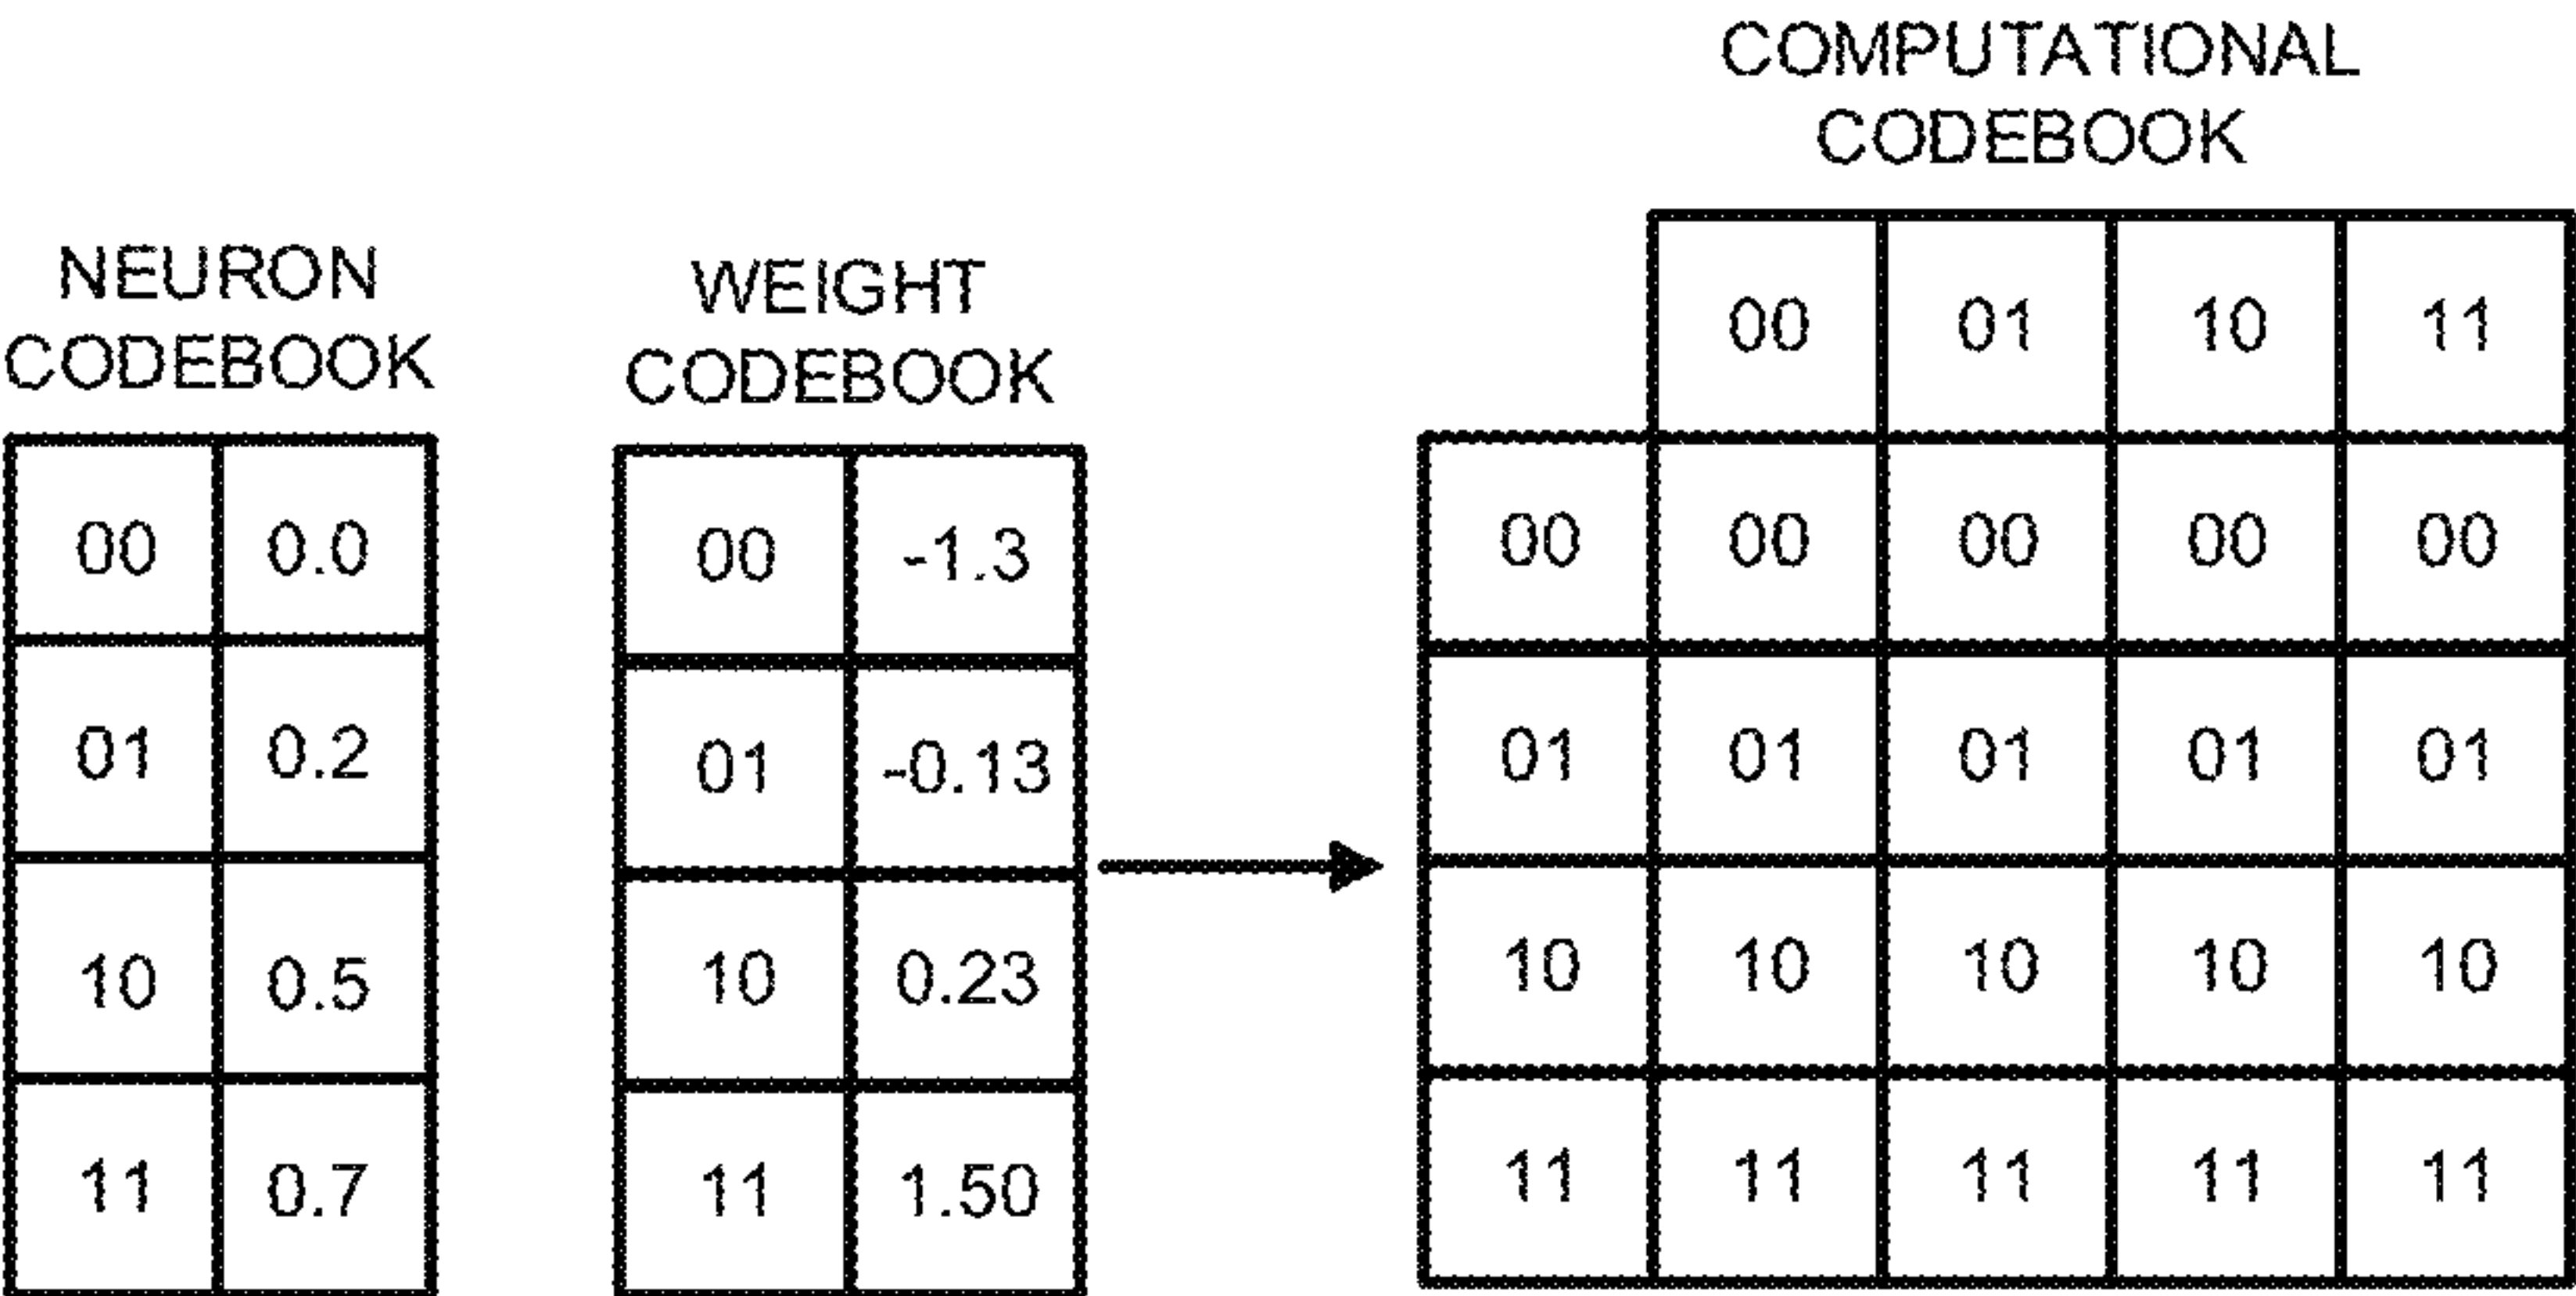 NEURON
CODEBOOK
00 0.0
01 0.2
10 0.5
11 0.7
WEIGHT
CODEBOOK
00 -1.3
01 -0.13
10 0.23
11 1.50
COMPUTATIONAL
CODEBOOK
00 01 10 11
00 00 00 00 00
01 01 01 01 01
10 10 10 10 10
11 11 11 11 11